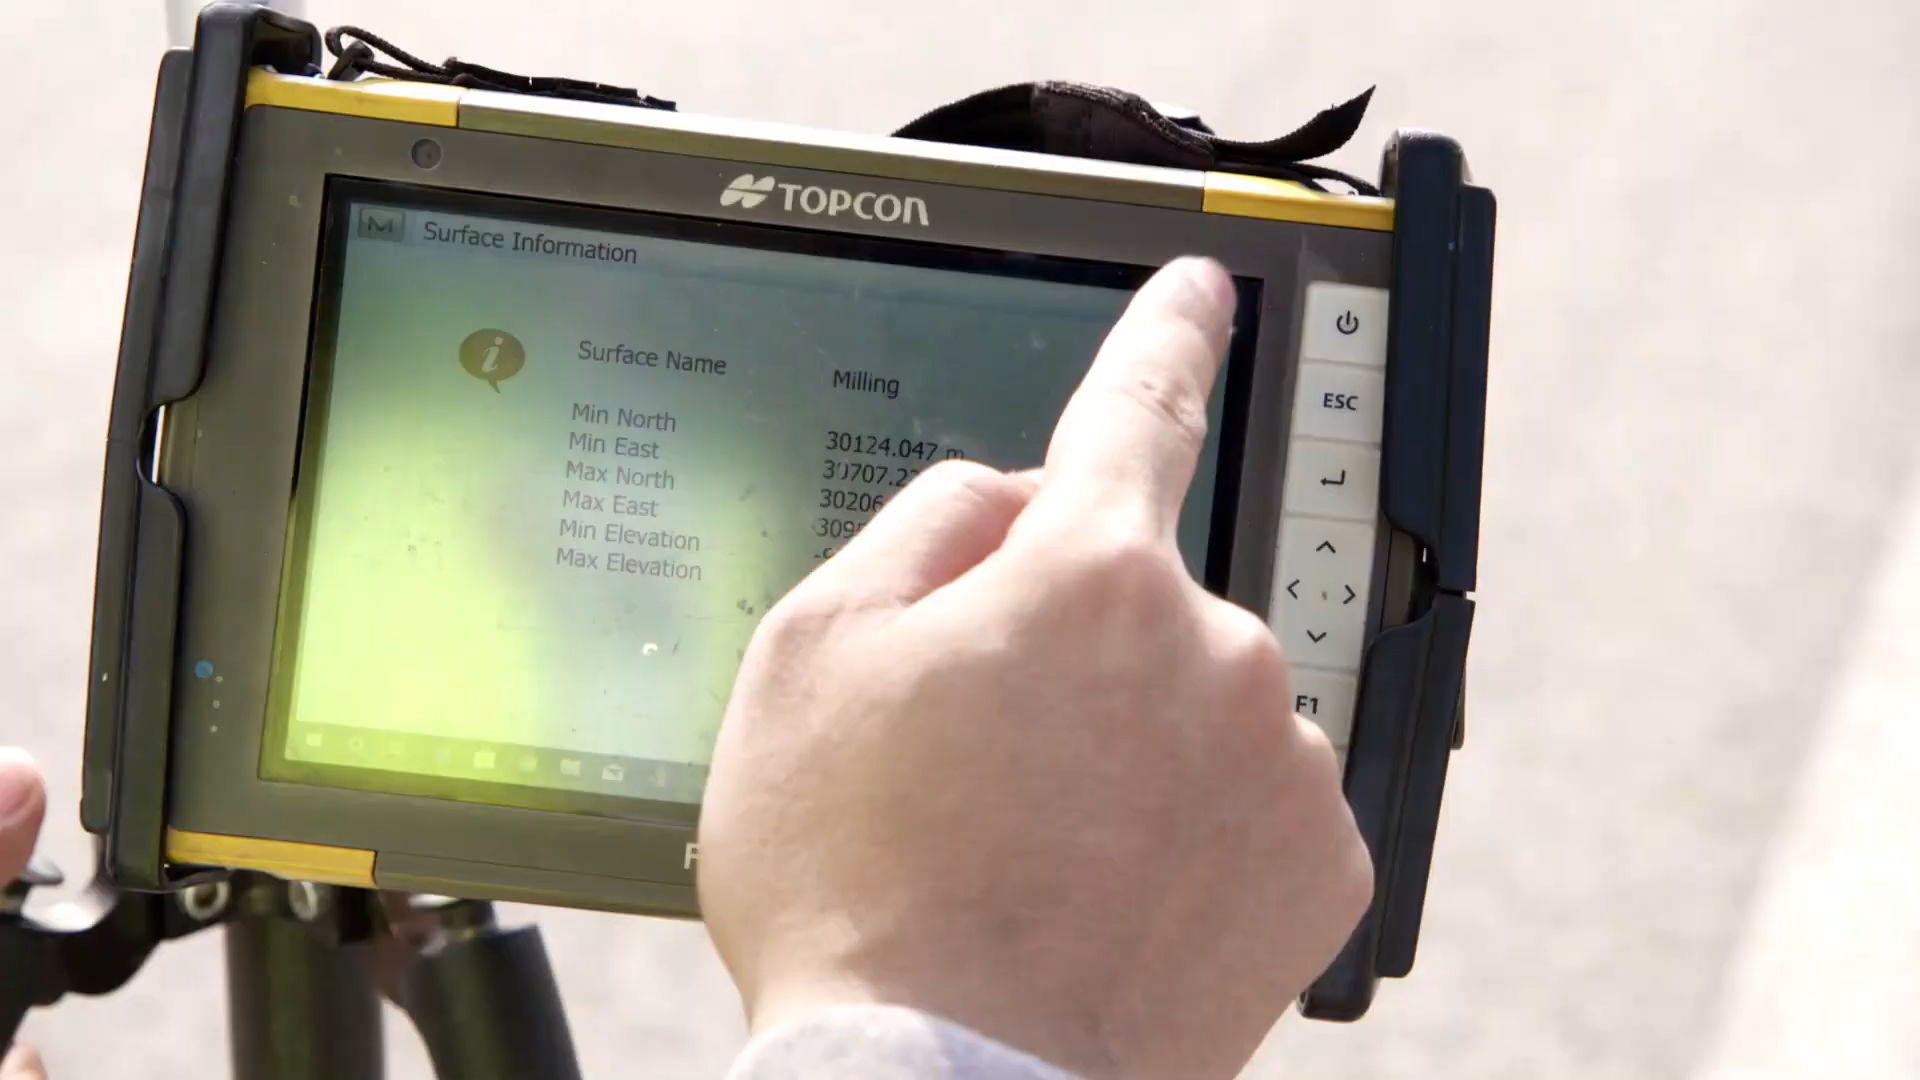 TOPCON
Surface Information
Surface Name Milling
Min North 30124.047 m
Min East
Max North
Max East
Min Elevation
Max Elevation
ESC
F1